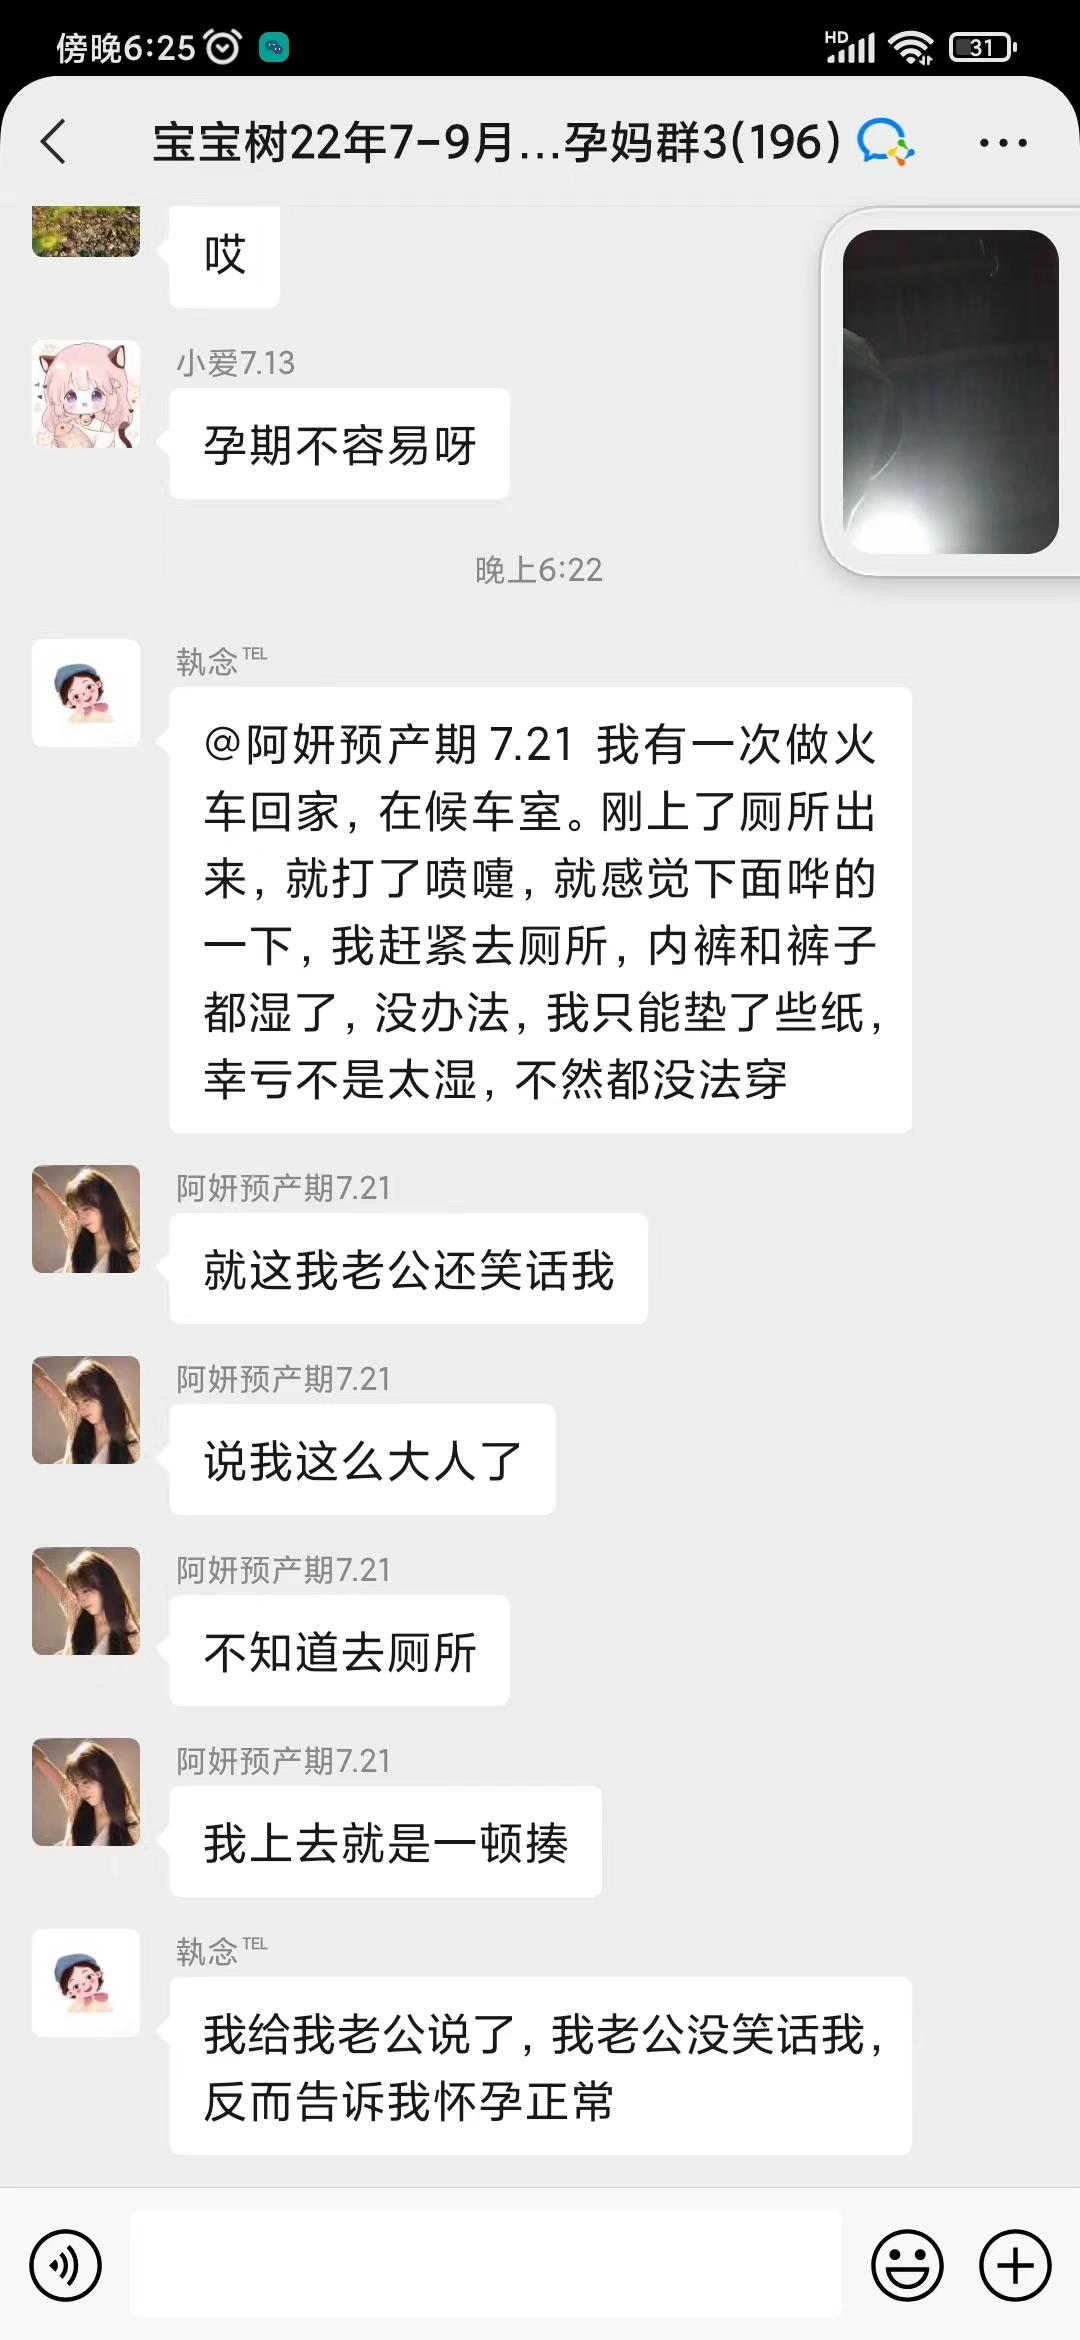 傍晚6:25
HD
31
宝宝树22年7-9月...孕妈群3(196)
哎
小爱7.13
孕期不容易呀
晚上6:22
執念TEL
@阿妍预产期 7.21 我有一次做火
车回家，在候车室。刚上了厕所出
来，就打了喷嚏，就感觉下面哗的
一下，我赶紧去厕所，内裤和裤子
都湿了，没办法，我只能垫了些纸，
幸亏不是太湿，不然都没法穿
阿妍预产期7.21
就这我老公还笑话我
阿妍预产期7.21
说我这么大人了
阿妍预产期7.21
不知道去厕所
阿妍预产期7.21
我上去就是一顿揍
執念TEL
我给我老公说了，我老公没笑话我，
反而告诉我怀孕正常